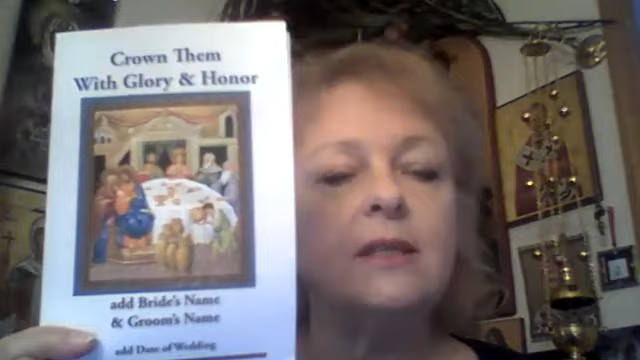 Crown Them
With Glory & Honor
add Bride's Name
& Groom's Name
add Date of Wedding